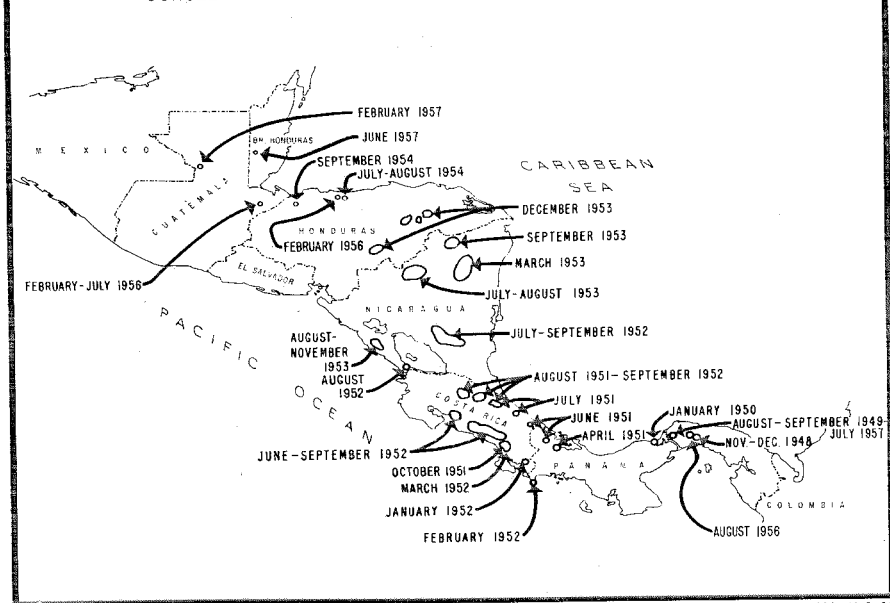 FEBRUARY 1957
BR. HONDURAS
JUNE 1957
MEXICO
SEPTEMBER 1954
CARIBBEAN
SEA
JULY-AUGUST 1954
GUATEMALA
DECEMBER 1953
HONDURAS
SEPTEMBER 1953
FEBRUARY 1956
MARCH 1953
EL SALVADOR
FEBRUARY-JULY 1956
JULY-AUGUST 1953
NICARAGUA
PACIFIC
OCEAN
JULY-SEPTEMBER 1952
AUGUST-
NOVEMBER
1953
AUGUST
1952
AUGUST 1951-SEPTEMBER 1952
COSTA RICA
JULY 1951
JUNE 1951
JANUARY 1950
AUGUST-SEPTEMBER 1949-
JULY 1957
APRIL 1951
NOV.-DEC. 1948
JUNE-SEPTEMBER 1952
OCTOBER 1951
PANAMA
MARCH 1952
JANUARY 1952
COLOMBIA
FEBRUARY 1952
AUGUST 1956